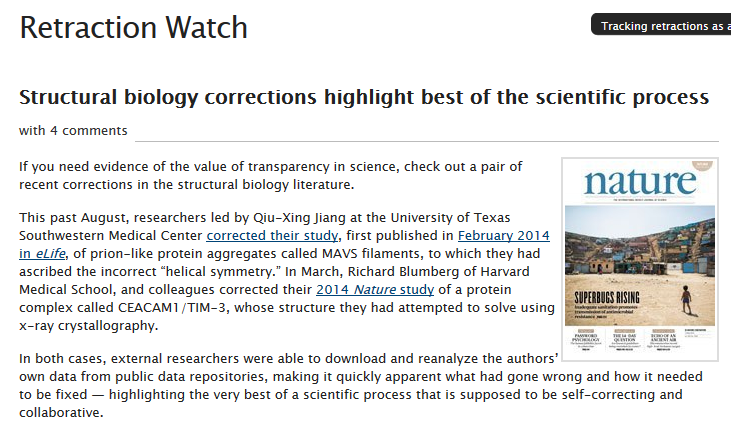 Retraction Watch
Tracking retractions as a
Structural biology corrections highlight best of the scientific process
with 4 comments
If you need evidence of the value of transparency in science, check out a pair of
recent corrections in the structural biology literature.
This past August, researchers led by Qiu-Xing Jiang at the University of Texas
Southwestern Medical Center corrected their study, first published in February 2014
in eLife, of prion-like protein aggregates called MAVS filaments, to which they had
ascribed the incorrect “helical symmetry.” In March, Richard Blumberg of Harvard
Medical School, and colleagues corrected their 2014 Nature study of a protein
complex called CEACAM1/TIM-3, whose structure they had attempted to solve using
x-ray crystallography.
nature
SUPERBUGS RISING
In both cases, external researchers were able to download and reanalyze the authors’
own data from public data repositories, making it quickly apparent what had gone wrong and how it needed
to be fixed — highlighting the very best of a scientific process that is supposed to be self-correcting and
collaborative.